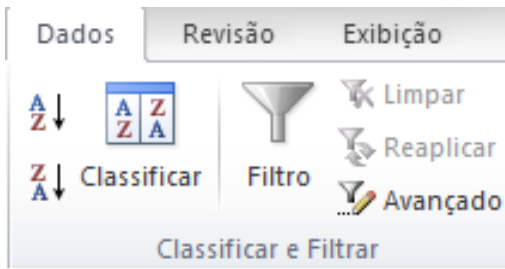 Dados Revisão Exibição
A Z
A Z Z A
Z A
Classificar
Filtro
Limpar
Reaplicar
Avançado
Classificar e Filtrar